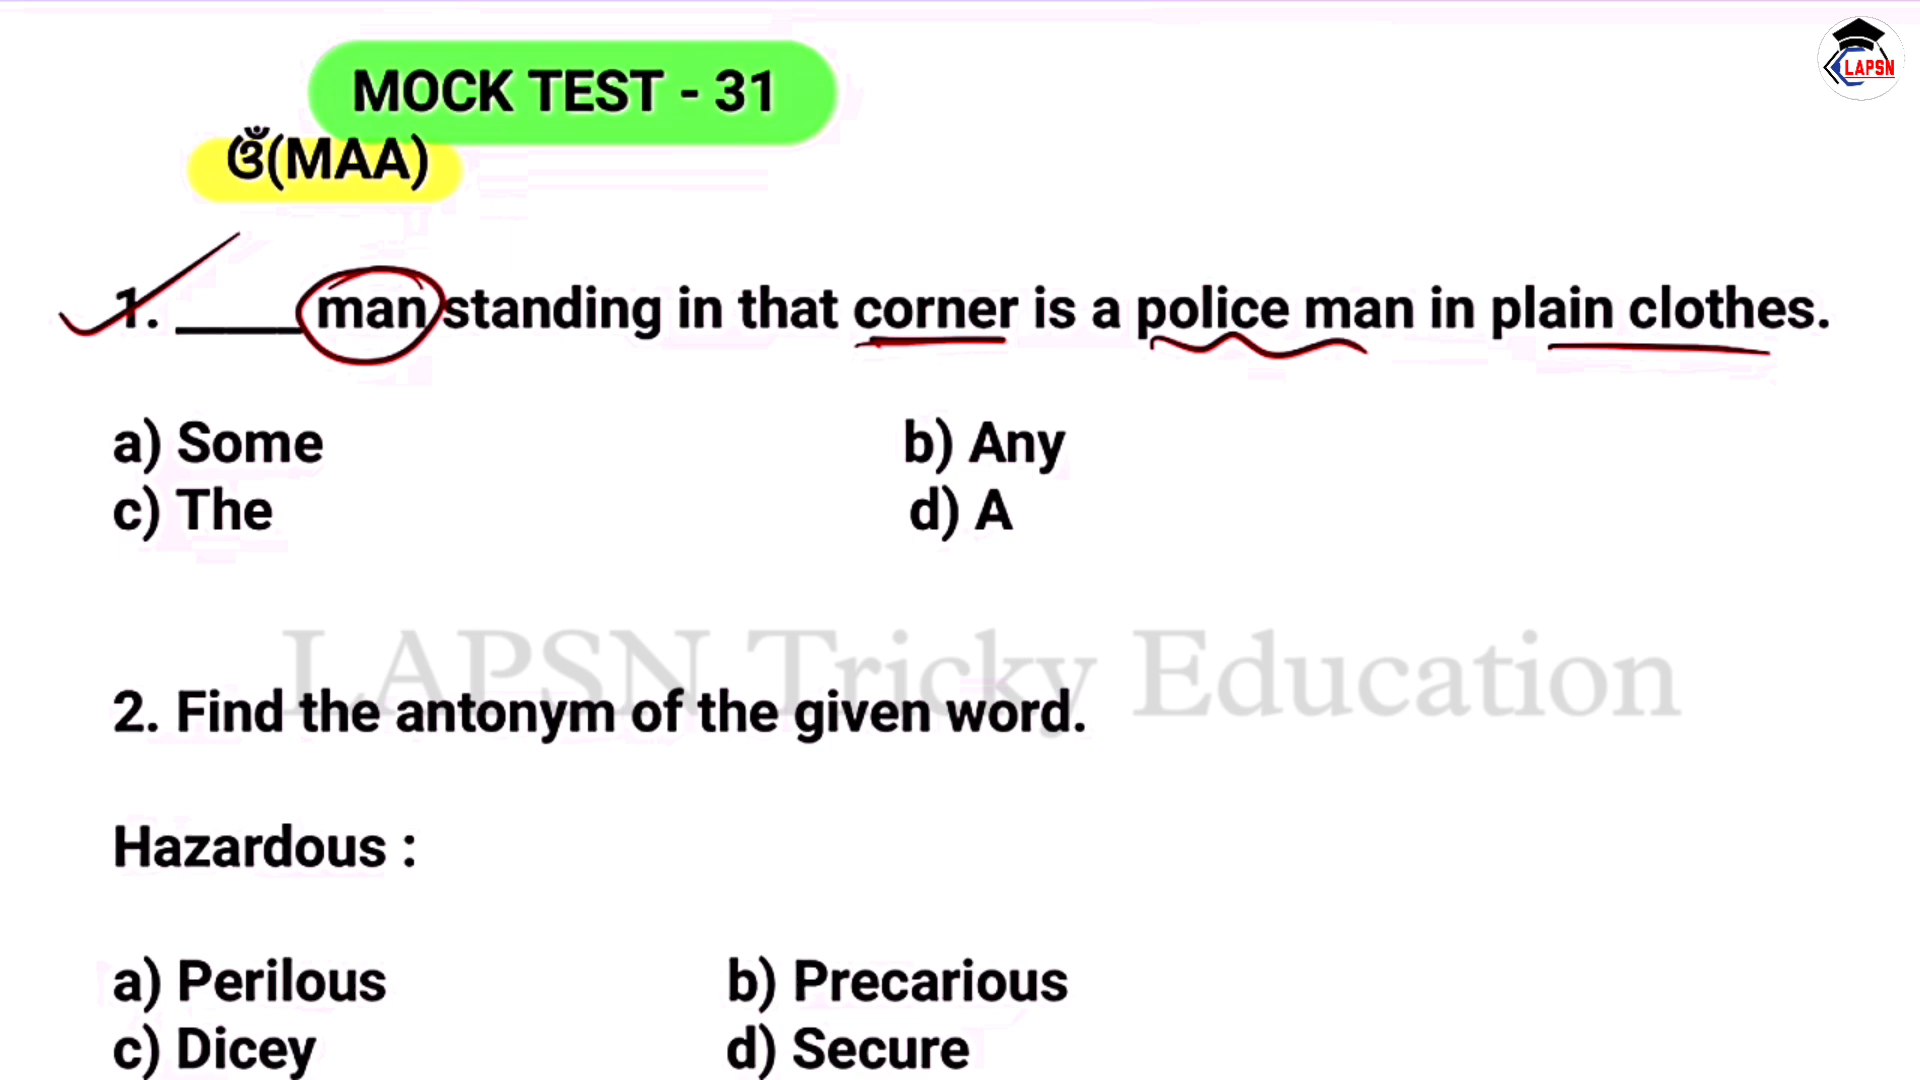 MOCK TEST - 31
LAPSN
ଓଁ(MAA)
1. _____ man standing in that corner is a police man in plain clothes.
a) Some b) Any
c) The d) A
LAPSN Tricky Education
2. Find the antonym of the given word.
Hazardous :
a) Perilous b) Precarious
c) Dicey d) Secure